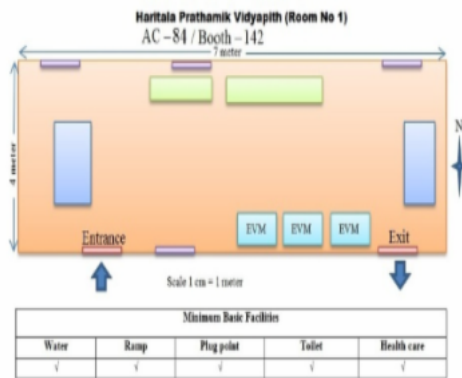 Haritala Prathamik Vidyapith (Room No 1)
AC –84 / Booth –142
7 meter
4 meter
N
EVM EVM EVM
Entrance
Exit
Scale 1 cm = 1 meter
Minimum Basic Facilities
Water Ramp Plug point Toilet Health care
√ √ √ √ √